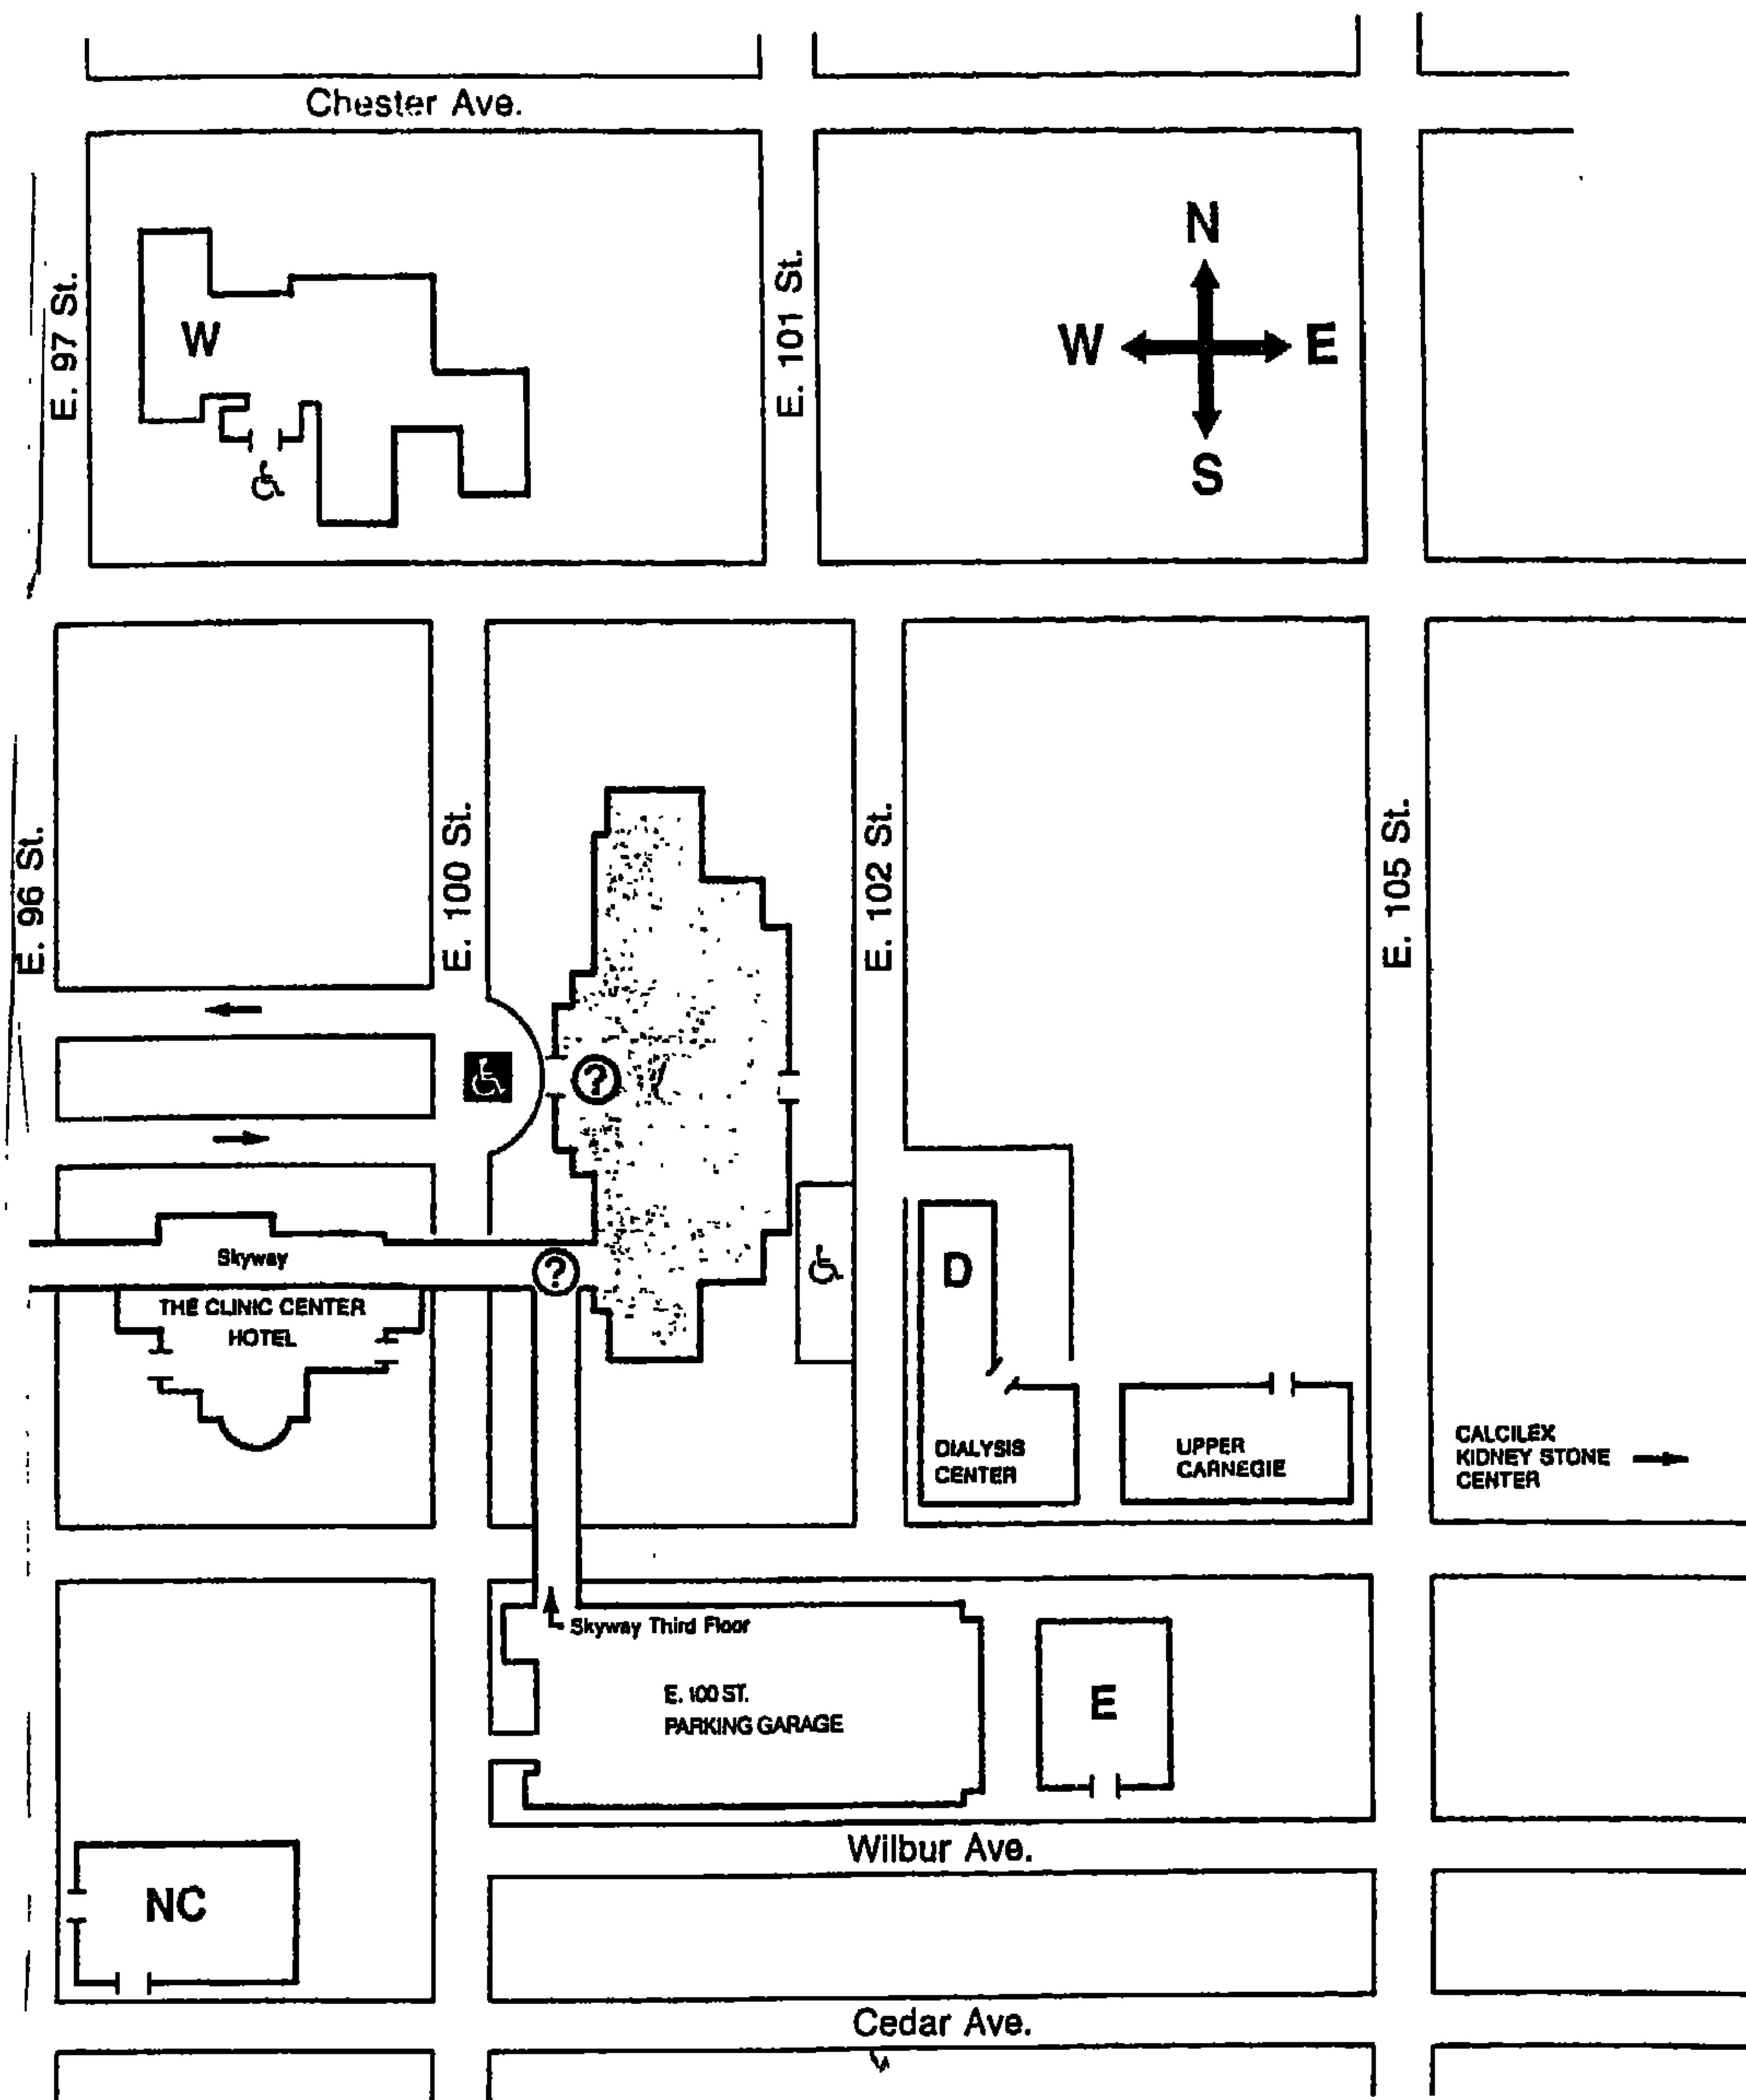 Chester Ave.
E. 97 St.
W
E. 101 St.
N
W E
S
E. 96 St.
E. 100 St.
E. 102 St.
E. 105 St.
?
Skyway
?
THE CLINIC CENTER
HOTEL
D
DIALYSIS
CENTER
UPPER
CARNEGIE
CALCILEX
KIDNEY STONE
CENTER
Skyway Third Floor
E. 100 ST.
PARKING GARAGE
E
Wilbur Ave.
NC
Cedar Ave.